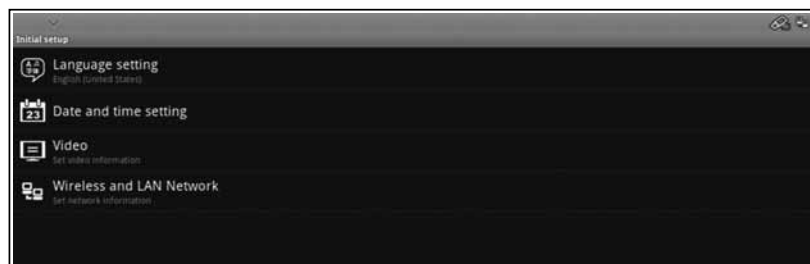 Initial setup
Language setting
English (United States)
23
Date and time setting
Video
Set video information
Wireless and LAN Network
Set network information